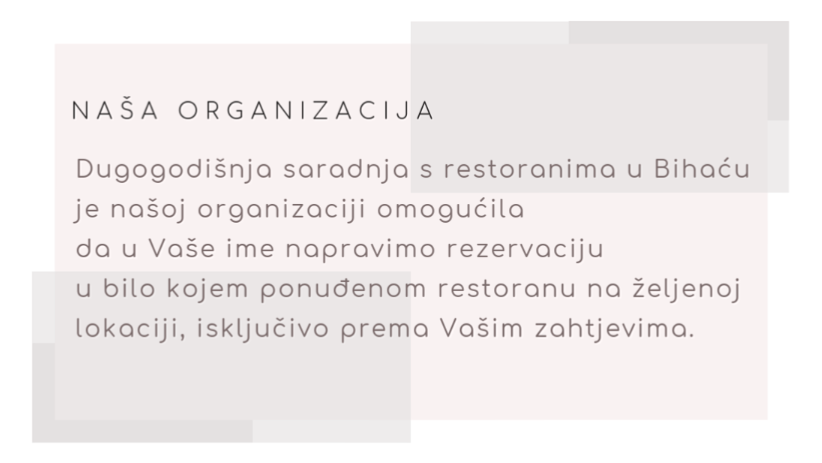 NAŠA ORGANIZACIJA
Dugogodišnja saradnja s restoranima u Bihaću
je našoj organizaciji omogućila
da u Vaše ime napravimo rezervaciju
u bilo kojem ponuđenom restoranu na željenoj
lokaciji, isključivo prema Vašim zahtjevima.